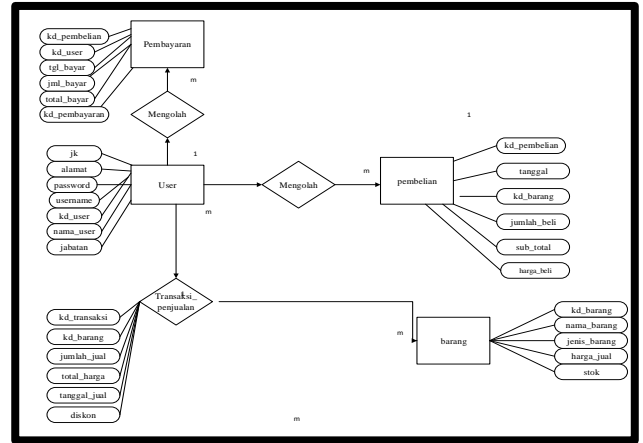 kd_pembelian
kd_user
tgl_bayar
jml_bayar
total_bayar
kd_pembayaran
Pembayaran
m
Mengolah
1
1
jk
alamat
password
username
kd_user
nama_user
jabatan
User
m
Mengolah
m
pembelian
kd_pembelian
tanggal
kd_barang
jumlah_beli
sub_total
harga_beli
Transaksi_
penjualan
kd_transaksi
kd_barang
jumlah_jual
total_harga
tanggal_jual
diskon
m
barang
kd_barang
nama_barang
jenis_barang
harga_jual
stok
m